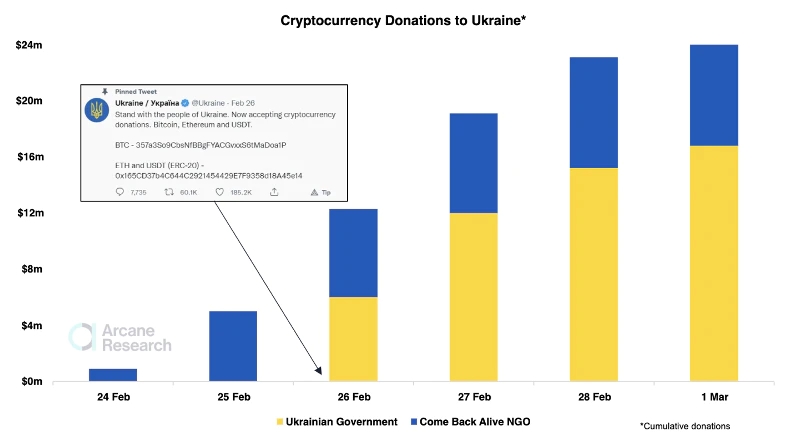 Cryptocurrency Donations to Ukraine*
$24m
$20m
$16m
$12m
$8m
$4m
$0m
Pinned Tweet
Ukraine / Україна @Ukraine · Feb 26
Stand with the people of Ukraine. Now accepting cryptocurrency
donations. Bitcoin, Ethereum and USDT.
BTC - 357a3So9CbsNfBBgFYACGvxxS6tMaDoa1P
ETH and USDT (ERC-20) -
0x165CD37b4C644C2921454429E7F9358d18A45e14
7,735 60.1K 185.2K Tip
Arcane
Research
24 Feb 25 Feb 26 Feb 27 Feb 28 Feb 1 Mar
Ukrainian Government Come Back Alive NGO
*Cumulative donations